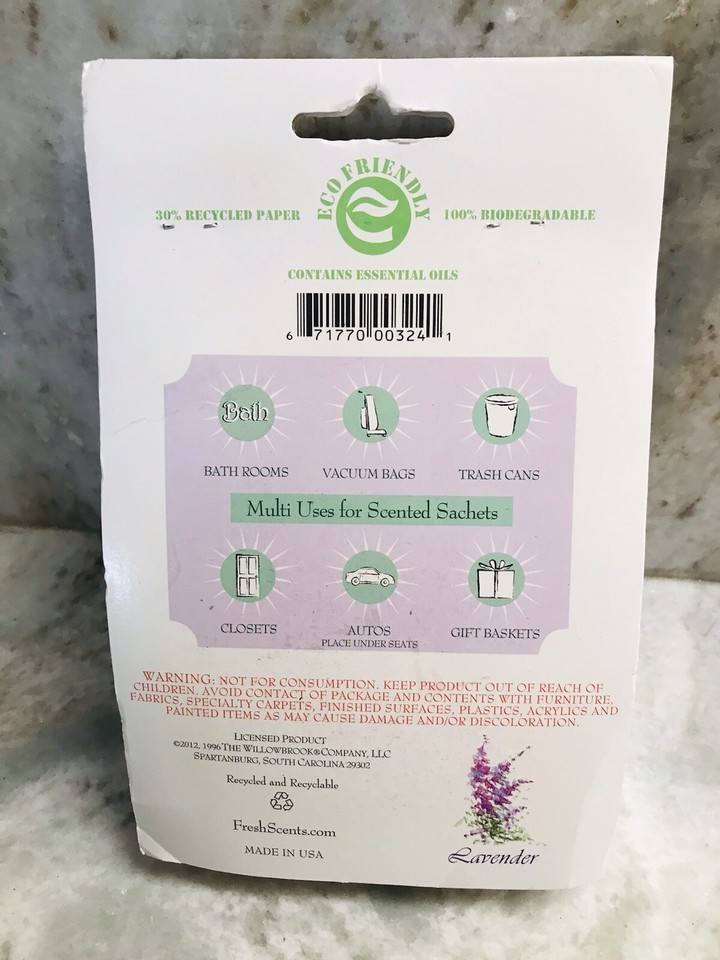 ECO FRIENDLY
30% RECYCLED PAPER
100% BIODEGRADABLE
CONTAINS ESSENTIAL OILS
6 71770 00324 1
Bath
BATH ROOMS
VACUUM BAGS
TRASH CANS
Multi Uses for Scented Sachets
CLOSETS
AUTOS
PLACE UNDER SEATS
GIFT BASKETS
WARNING: NOT FOR CONSUMPTION. KEEP PRODUCT OUT OF REACH OF
CHILDREN. AVOID CONTACT OF PACKAGE AND CONTENTS WITH FURNITURE,
FABRICS, SPECIALTY CARPETS, FINISHED SURFACES, PLASTICS, ACRYLICS AND
PAINTED ITEMS AS MAY CAUSE DAMAGE AND/OR DISCOLORATION.
LICENSED PRODUCT
©2012, 1996 THE WILLOWBROOK® COMPANY, LLC
SPARTANBURG, SOUTH CAROLINA 29302
Recycled and Recyclable
FreshScents.com
MADE IN USA
Lavender